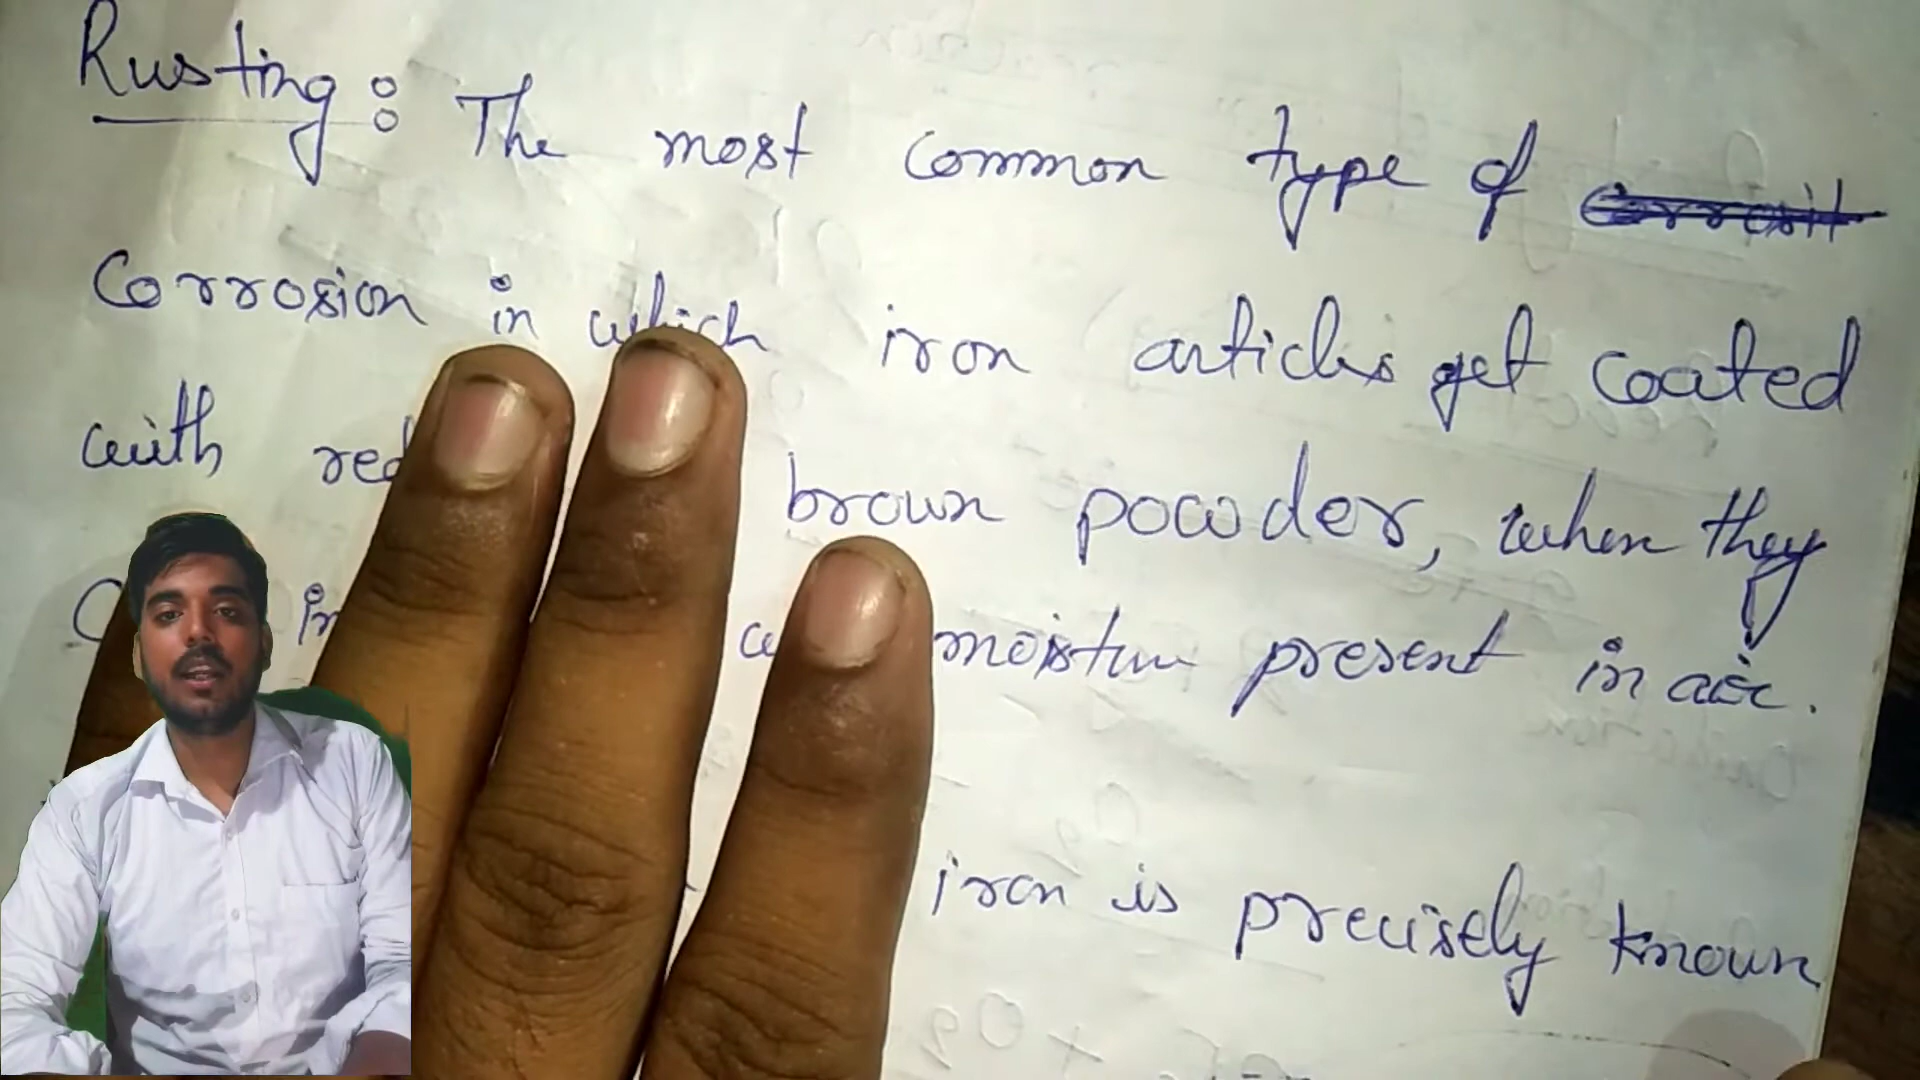 Rusting : The most common type of
Corrosion in which iron articles get coated
with red brown powder, when they
in moisture present in air.
iron is precisely known